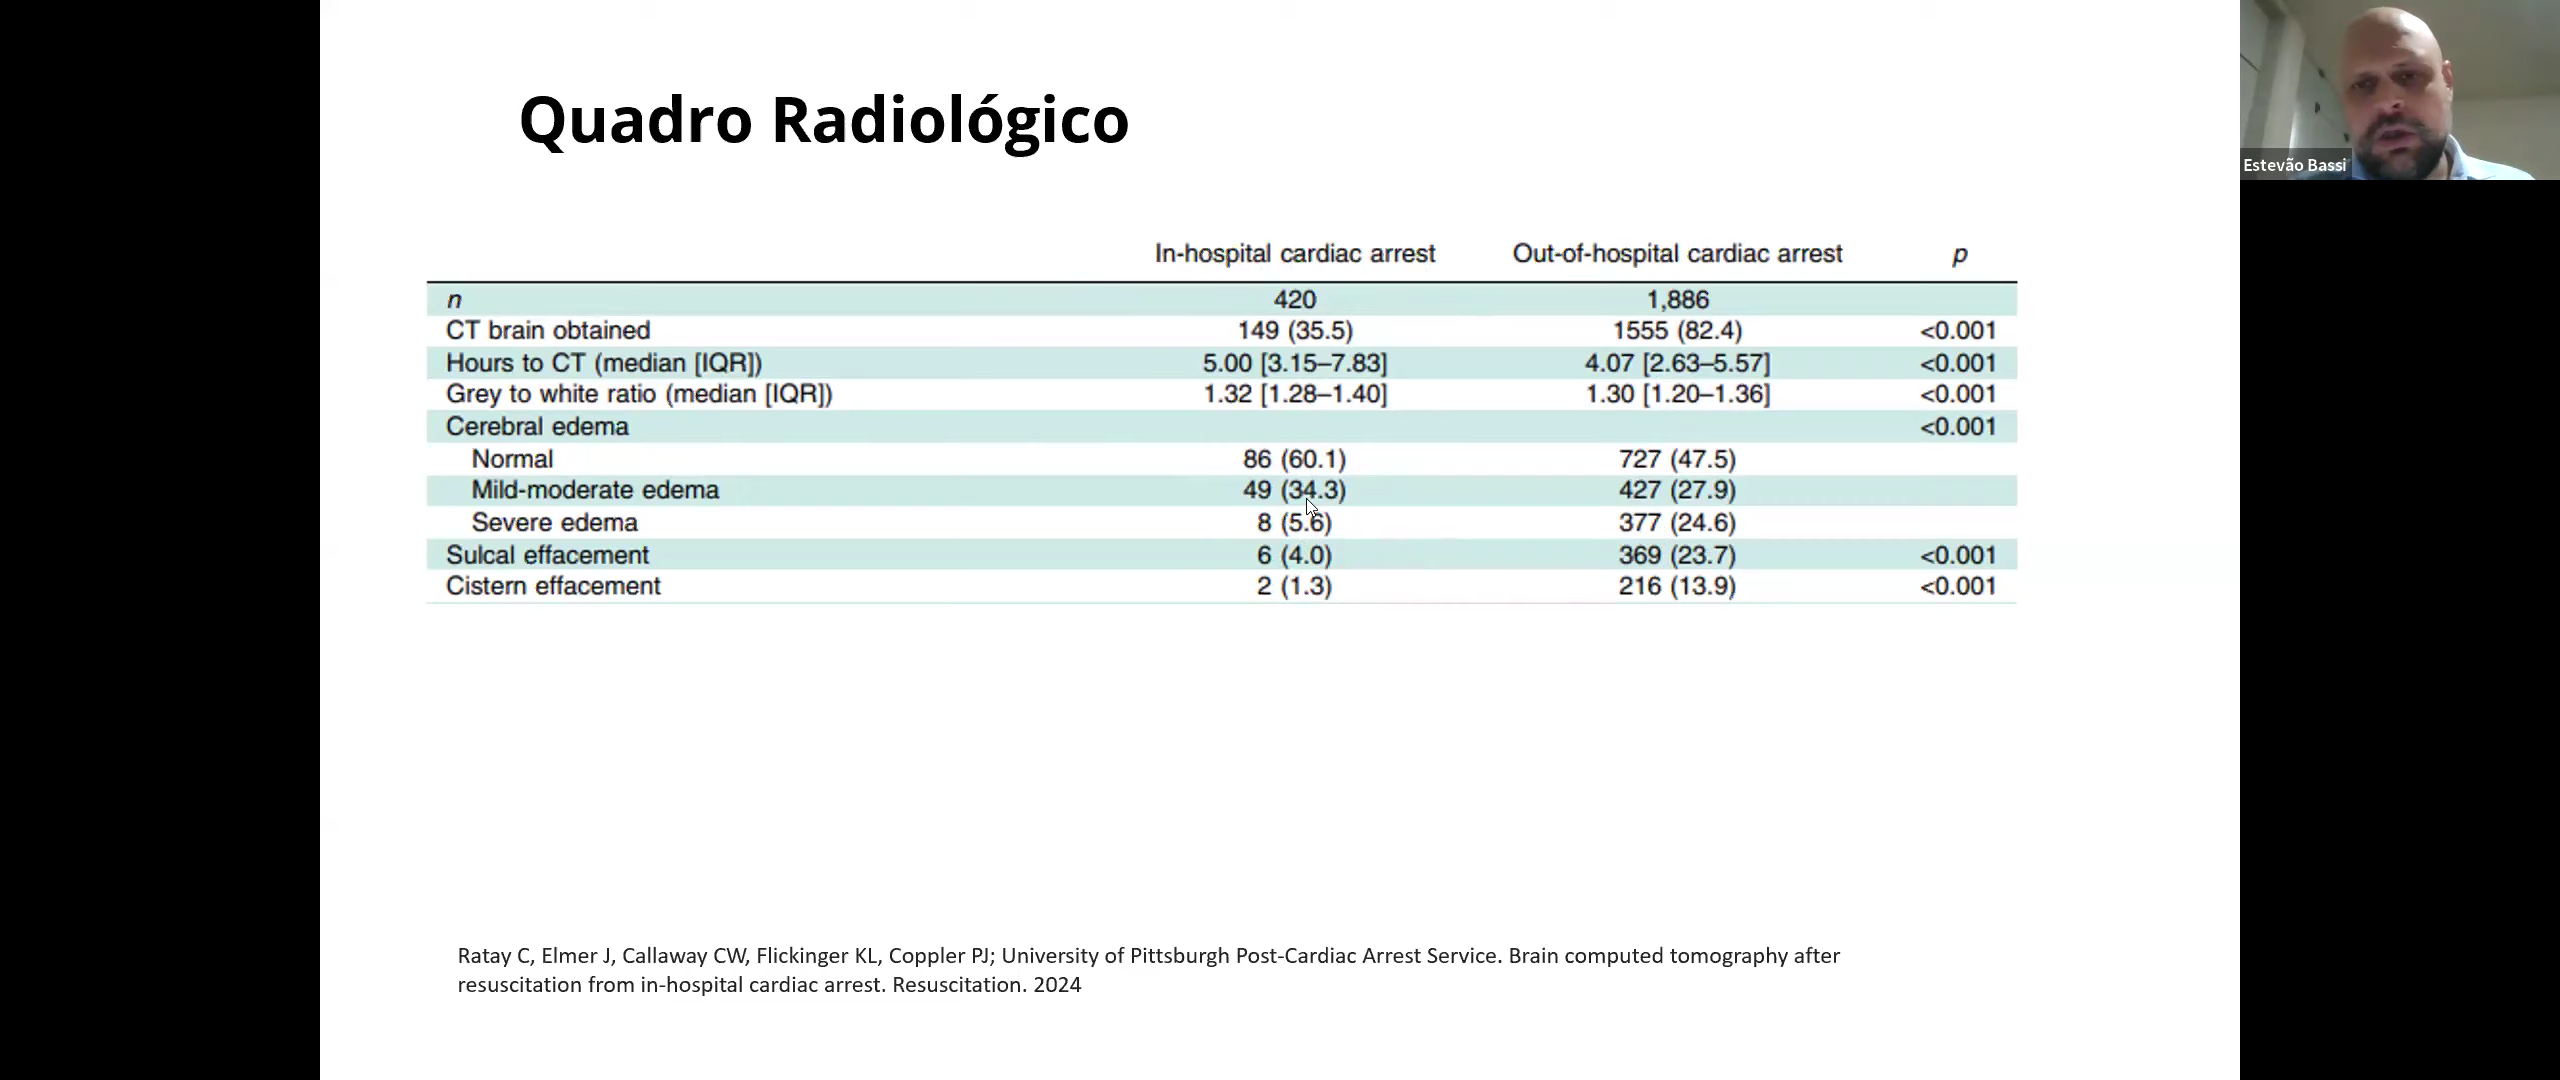 Quadro Radiológico
Estevão Bassi
In-hospital cardiac arrest Out-of-hospital cardiac arrest p
n 420 1,886
CT brain obtained 149 (35.5) 1555 (82.4) <0.001
Hours to CT (median [IQR]) 5.00 [3.15–7.83] 4.07 [2.63–5.57] <0.001
Grey to white ratio (median [IQR]) 1.32 [1.28–1.40] 1.30 [1.20–1.36] <0.001
Cerebral edema <0.001
Normal 86 (60.1) 727 (47.5)
Mild-moderate edema 49 (34.3) 427 (27.9)
Severe edema 8 (5.6) 377 (24.6)
Sulcal effacement 6 (4.0) 369 (23.7) <0.001
Cistern effacement 2 (1.3) 216 (13.9) <0.001
Ratay C, Elmer J, Callaway CW, Flickinger KL, Coppler PJ; University of Pittsburgh Post-Cardiac Arrest Service. Brain computed tomography after
resuscitation from in-hospital cardiac arrest. Resuscitation. 2024